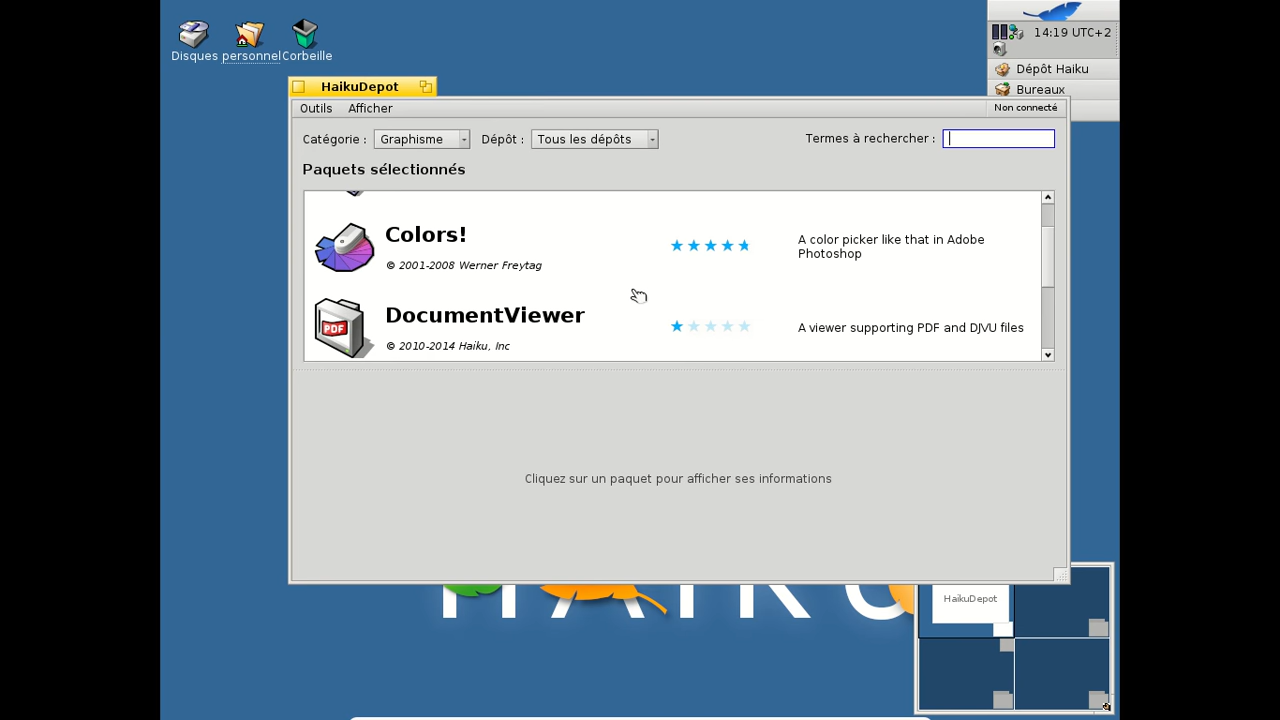 Disques personnel Corbeille
14:19 UTC+2
Dépôt Haiku
Bureaux
HaikuDepot
Outils Afficher
Non connecté
Catégorie : Graphisme Dépôt : Tous les dépôts Termes à rechercher :
Paquets sélectionnés
Colors!
© 2001-2008 Werner Freytag
A color picker like that in Adobe
Photoshop
PDF
DocumentViewer
© 2010-2014 Haiku, Inc
A viewer supporting PDF and DJVU files
Cliquez sur un paquet pour afficher ses informations
HAIKU
HaikuDepot